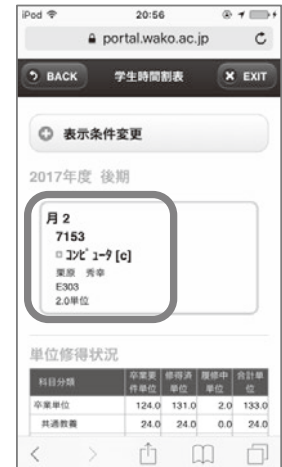 iPod 20:56
portal.wako.ac.jp
BACK 学生時間割表 EXIT
表示条件変更
2017年度 後期
月 2
7153
コンピュータ [c]
栗原 秀幸
E303
2.0単位
単位修得状況
科目分類 卒業要件単位 修得済単位 履修中単位 合計単位
卒業単位 124.0 131.0 2.0 133.0
共通教養 24.0 24.0 0.0 24.0